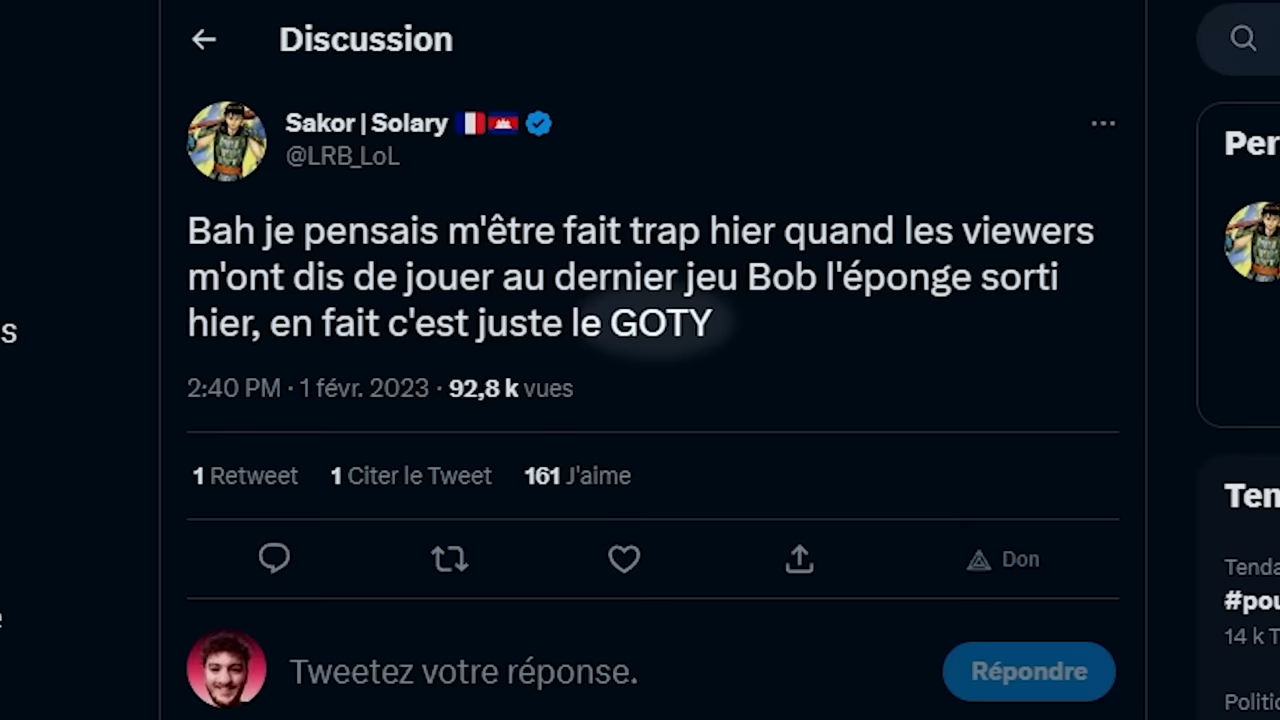 Discussion
Sakor | Solary
@LRB_LoL
Bah je pensais m'être fait trap hier quand les viewers
m'ont dis de jouer au dernier jeu Bob l'éponge sorti
hier, en fait c'est juste le GOTY
2:40 PM · 1 févr. 2023 · 92,8 k vues
1 Retweet 1 Citer le Tweet 161 J'aime
Don
Tweetez votre réponse.
Répondre
s
Per
Ten
Tenda
#pou
14 k T
Politic